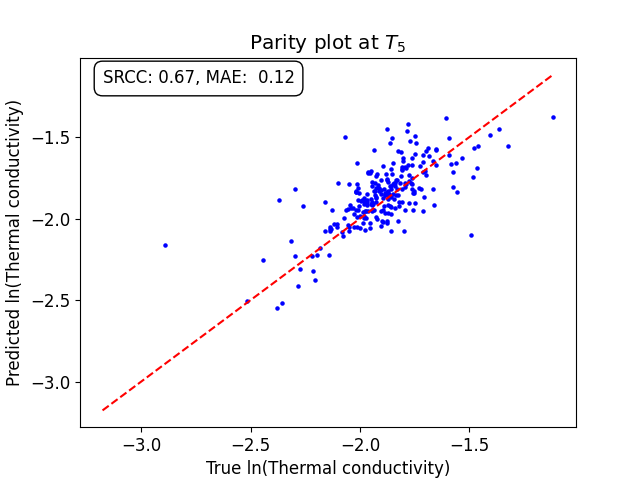 Parity plot at T₅
SRCC: 0.67, MAE:  0.12
Predicted ln(Thermal conductivity)
−1.5
−2.0
−2.5
−3.0
−3.0 −2.5 −2.0 −1.5
True ln(Thermal conductivity)